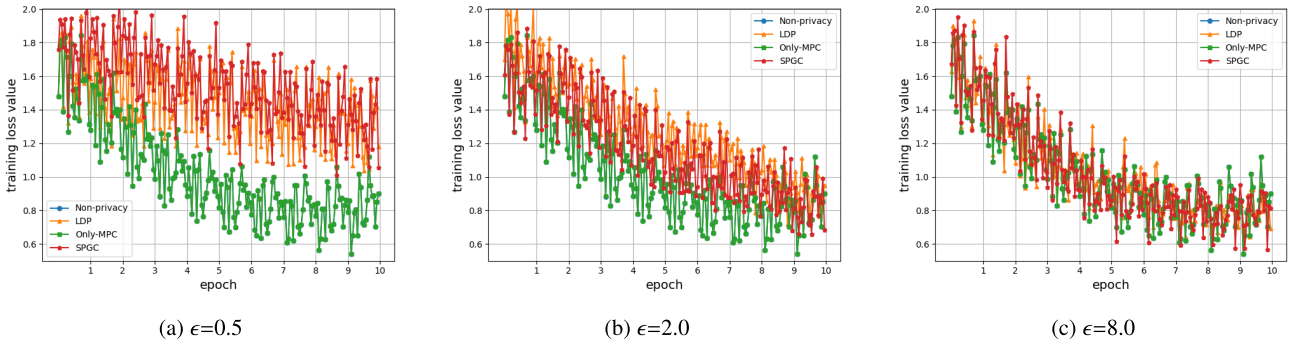 training loss value
2.0
1.8
1.6
1.4
1.2
1.0
0.8
0.6
Non-privacy
LDP
Only-MPC
SPGC
1 2 3 4 5 6 7 8 9 10
epoch
(a) ϵ=0.5
training loss value
2.0
1.8
1.6
1.4
1.2
1.0
0.8
0.6
Non-privacy
LDP
Only-MPC
SPGC
1 2 3 4 5 6 7 8 9 10
epoch
(b) ϵ=2.0
training loss value
2.0
1.8
1.6
1.4
1.2
1.0
0.8
0.6
Non-privacy
LDP
Only-MPC
SPGC
1 2 3 4 5 6 7 8 9 10
epoch
(c) ϵ=8.0